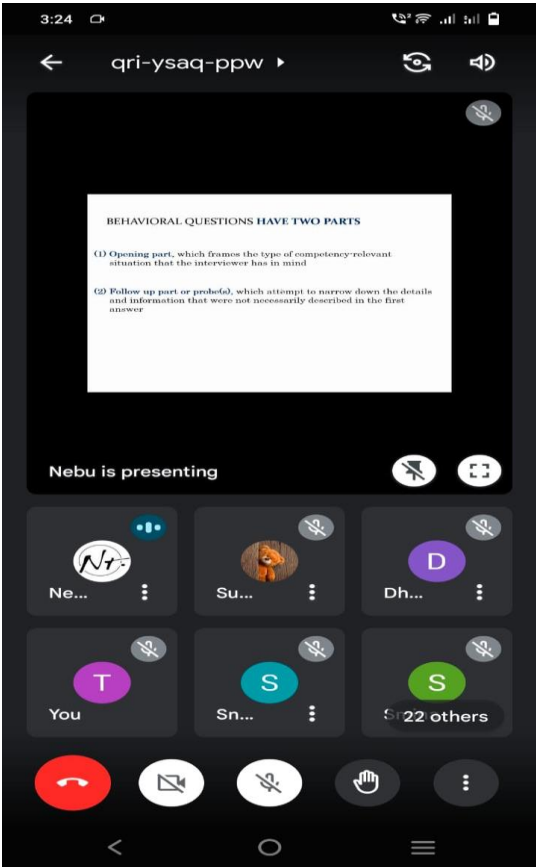 3:24
qri-ysaq-ppw
BEHAVIORAL QUESTIONS HAVE TWO PARTS
(1) Opening part, which frames the type of competency-relevant
situation that the interviewer has in mind
(2) Follow up part or probe(s), which attempt to narrow down the details
and information that were not necessarily described in the first
answer
Nebu is presenting
Nt.
Ne...
Su...
D
Dh...
T
You
S
Sn...
S
22 others